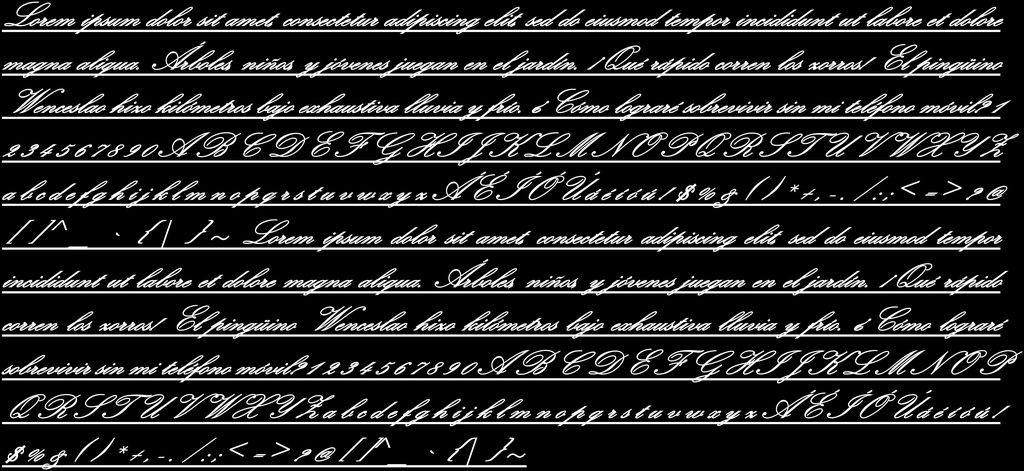 Lorem ipsum dolor sit amet consectetur adipiscing elit sed do eiusmod tempor incididunt ut labore et dolore
magna aliqua. Árboles niños y jóvenes juegan en el jardín. ¡Qué rápido corren los zorros! El pingüino
Wenceslao hizo kilómetros bajo exhaustiva lluvia y frío. ¿Cómo lograré sobrevivir sin mi teléfono móvil? 1
2 3 4 5 6 7 8 9 0 A B C D E F G H I J K L M N O P Q R S T U V W X Y Z
a b c d e f g h i j k l m n o p q r s t u v w x y z Á É Í Ó Ú á é í ó ú ! $ % & ( ) * + , - . / : ; < = > ? @
[ ] ^ _ ` { | } ~ Lorem ipsum dolor sit amet consectetur adipiscing elit sed do eiusmod tempor
incididunt ut labore et dolore magna aliqua. Árboles niños y jóvenes juegan en el jardín. ¡Qué rápido
corren los zorros! El pingüino Wenceslao hizo kilómetros bajo exhaustiva lluvia y frío. ¿Cómo lograré
sobrevivir sin mi teléfono móvil? 1 2 3 4 5 6 7 8 9 0 A B C D E F G H I J K L M N O P
Q R S T U V W X Y Z a b c d e f g h i j k l m n o p q r s t u v w x y z Á É Í Ó Ú á é í ó ú !
$ % & ( ) * + , - . / : ; < = > ? @ [ ] ^ _ ` { | } ~